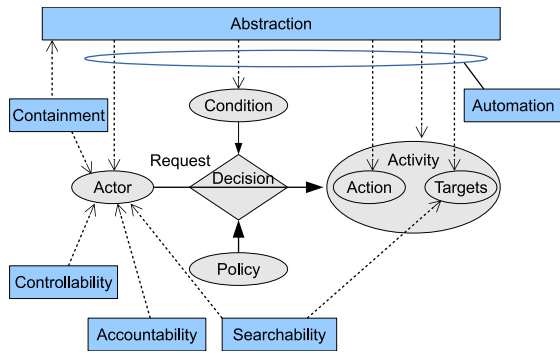 Abstraction
Automation
Containment
Condition
Request
Decision
Activity
Actor
Action
Targets
Policy
Controllability
Accountability
Searchability